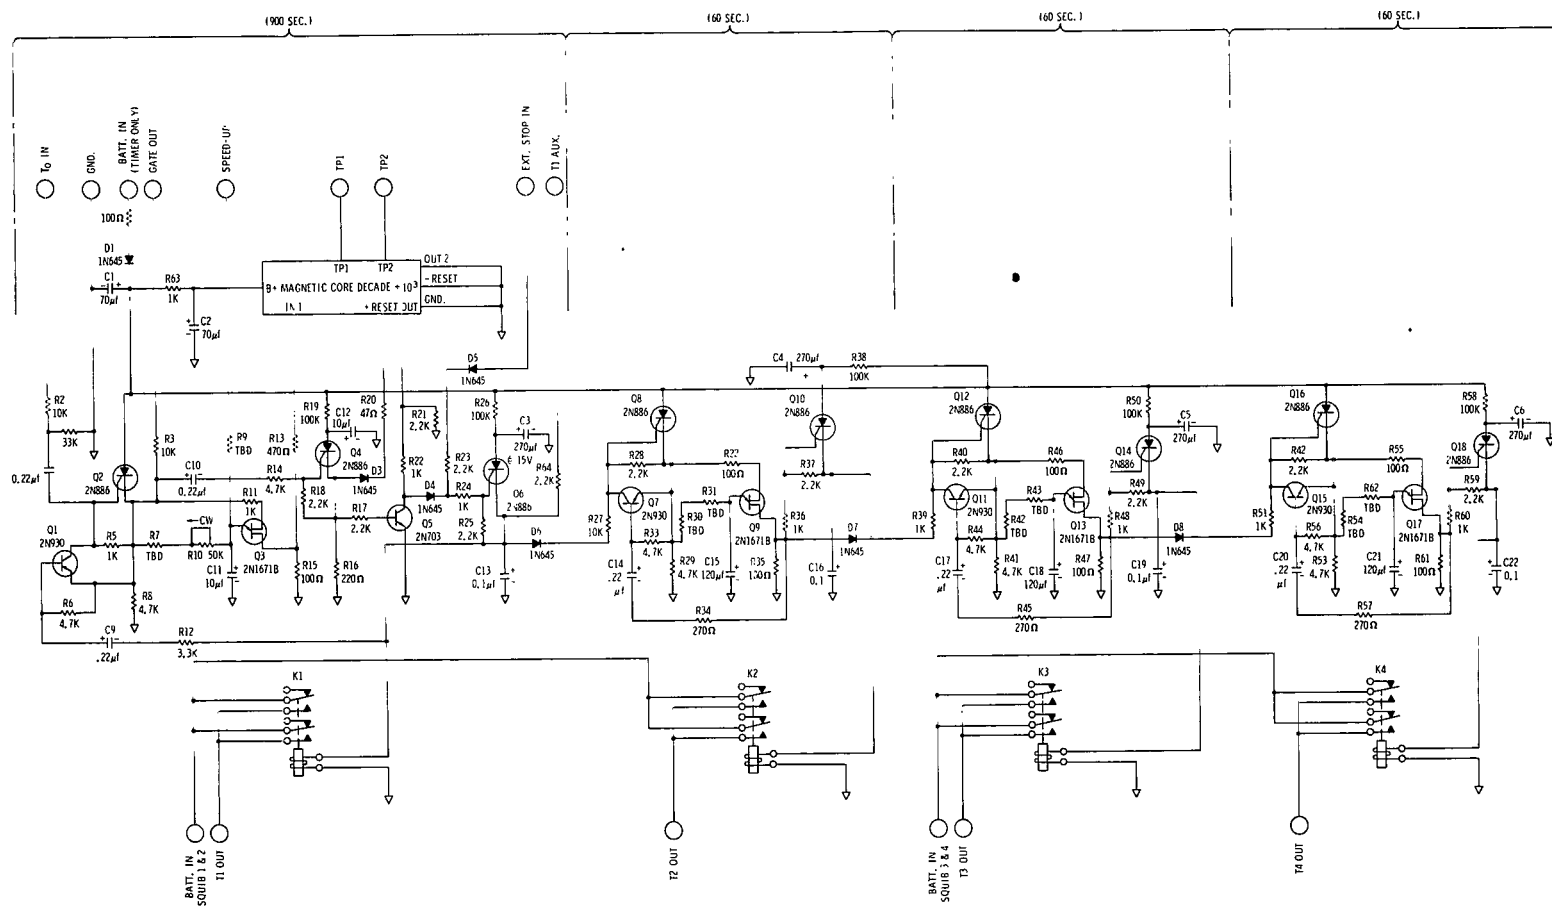 (900 SEC.)
(60 SEC.)
(60 SEC.)
(60 SEC.)
T0 IN
GND.
BATT. IN
(TIMER ONLY)
GATE OUT
SPEED-UP
TP1
TP2
EXT. STOP IN
T1 AUX.
100Ω
D1
1N645
C1
70μf
R63
1K
C2
70μf
TP1
TP2
OUT 2
B+ MAGNETIC CORE DECADE ÷ 10³
- RESET
IN 1
+ RESET OUT
GND.
D5
1N645
C4
270μf
R38
100K
R2
10K
33K
0.22μf
Q2
2N886
R3
10K
C10
0.22μf
R9
TBD
R13
470Ω
R14
4.7K
R11
1K
R19
100K
C12
10μf
Q4
2N886
D3
1N645
R20
47Ω
R21
2.2K
R22
1K
R18
2.2K
R17
2.2K
Q5
2N703
D4
1N645
R23
2.2K
R24
1K
R25
2.2K
R26
100K
C3
270μf
15V
Q6
2N886
R64
2.2K
D6
1N645
C13
0.1μf
Q1
2N930
R5
1K
R7
TBD
CW
R10 50K
C11
10μf
Q3
2N1671B
R15
100Ω
R16
220Ω
R6
4.7K
R8
4.7K
C9
.22μf
R12
3.3K
Q8
2N886
R28
2.2K
Q7
2N930
R27
10K
R33
4.7K
R30
TBD
R31
TBD
100Ω
Q9
2N1671B
R29
4.7K
C14
.22
μf
C15
120μf
R35
100Ω
R34
270Ω
R36
1K
Q10
2N886
R37
2.2K
D7
1N645
C16
0.1
Q12
2N886
R40
2.2K
R46
100Ω
Q11
2N930
R39
1K
R44
4.7K
R43
TBD
R42
TBD
Q13
2N1671B
R41
4.7K
C17
.22
μf
C18
120μf
R47
100Ω
R45
270Ω
R48
1K
R50
100K
C5
270μf
Q14
2N886
R49
2.2K
D8
1N645
C19
0.1μf
Q16
2N886
R42
2.2K
R55
100Ω
Q15
2N930
R51
1K
R56
4.7K
R62
TBD
R54
TBD
Q17
2N1671B
R53
4.7K
C20
.22
μf
C21
120μf
R61
100Ω
R57
270Ω
R60
1K
R58
100K
C6
270μf
Q18
2N886
R59
2.2K
C22
0.1
K1
K2
K3
K4
BATT. IN
SQUIB 1 & 2
T1 OUT
T2 OUT
BATT. IN
SQUIB 3 & 4
T3 OUT
T4 OUT